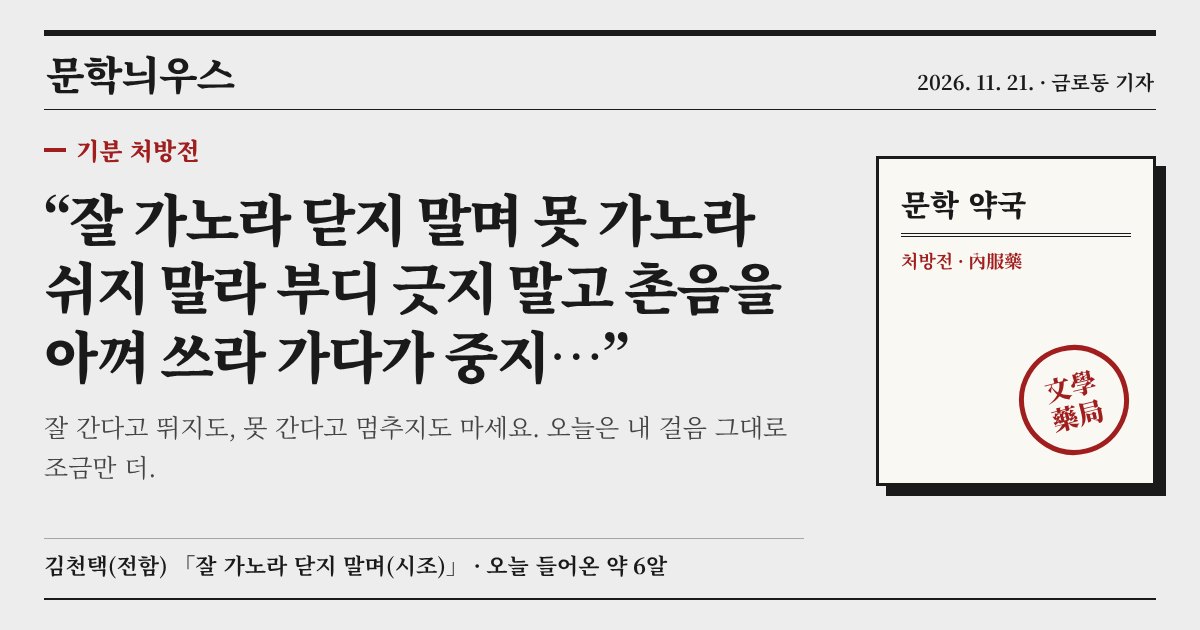 문학늬우스
2026. 11. 21. · 금로동 기자
기분 처방전
“잘 가노라 닫지 말며 못 가노라
쉬지 말라 부디 긋지 말고 촌음을
아껴 쓰라 가다가 중지…”
잘 간다고 뛰지도, 못 간다고 멈추지도 마세요. 오늘은 내 걸음 그대로
조금만 더.
김천택(전함) 「잘 가노라 닫지 말며(시조)」 · 오늘 들어온 약 6알
문학 약국
처방전 · 內服藥
文學
藥局